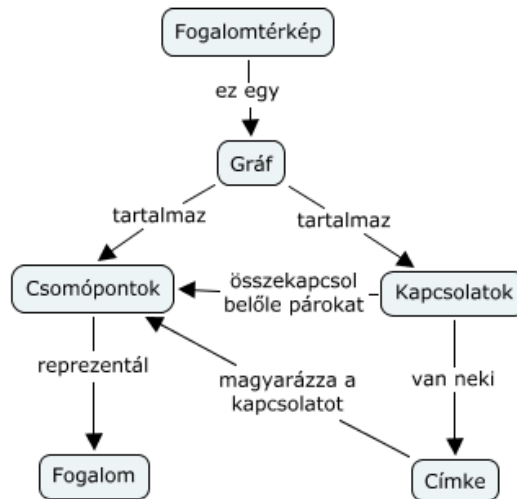 Fogalomtérkép
ez egy
Gráf
tartalmaz
tartalmaz
Csomópontok
összekapcsol
belőle párokat
Kapcsolatok
reprezentál
magyarázza a
kapcsolatot
van neki
Fogalom
Címke